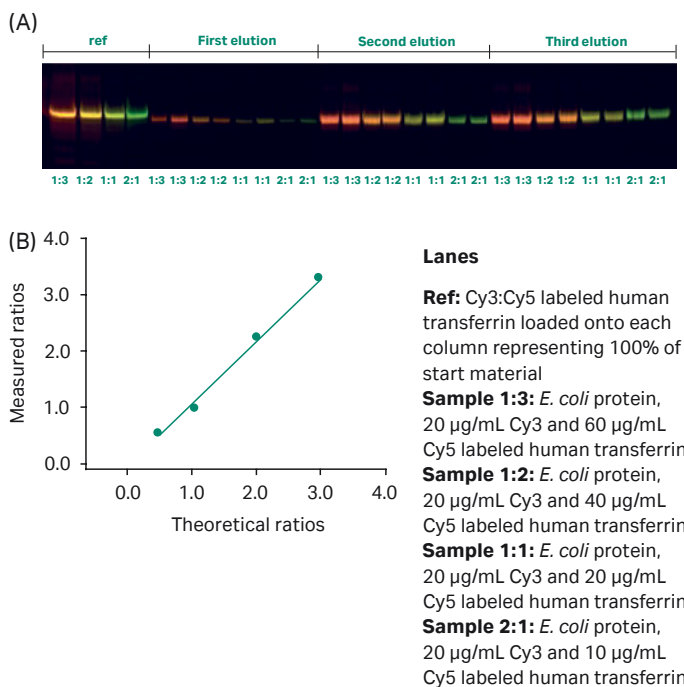 (A)
ref First elution Second elution Third elution
1:3 1:2 1:1 2:1 1:3 1:3 1:2 1:2 1:1 1:1 2:1 2:1 1:3 1:3 1:2 1:2 1:1 1:1 2:1 2:1 1:3 1:3 1:2 1:2 1:1 1:1 2:1 2:1
(B)
4.0
3.0
2.0
1.0
0.0
Measured ratios
0.0 1.0 2.0 3.0 4.0
Theoretical ratios
Lanes
Ref: Cy3:Cy5 labeled human
transferrin loaded onto each
column representing 100% of
start material
Sample 1:3: E. coli protein,
20 µg/mL Cy3 and 60 µg/mL
Cy5 labeled human transferrin
Sample 1:2: E. coli protein,
20 µg/mL Cy3 and 40 µg/mL
Cy5 labeled human transferrin
Sample 1:1: E. coli protein,
20 µg/mL Cy3 and 20 µg/mL
Cy5 labeled human transferrin
Sample 2:1: E. coli protein,
20 µg/mL Cy3 and 10 µg/mL
Cy5 labeled human transferrin